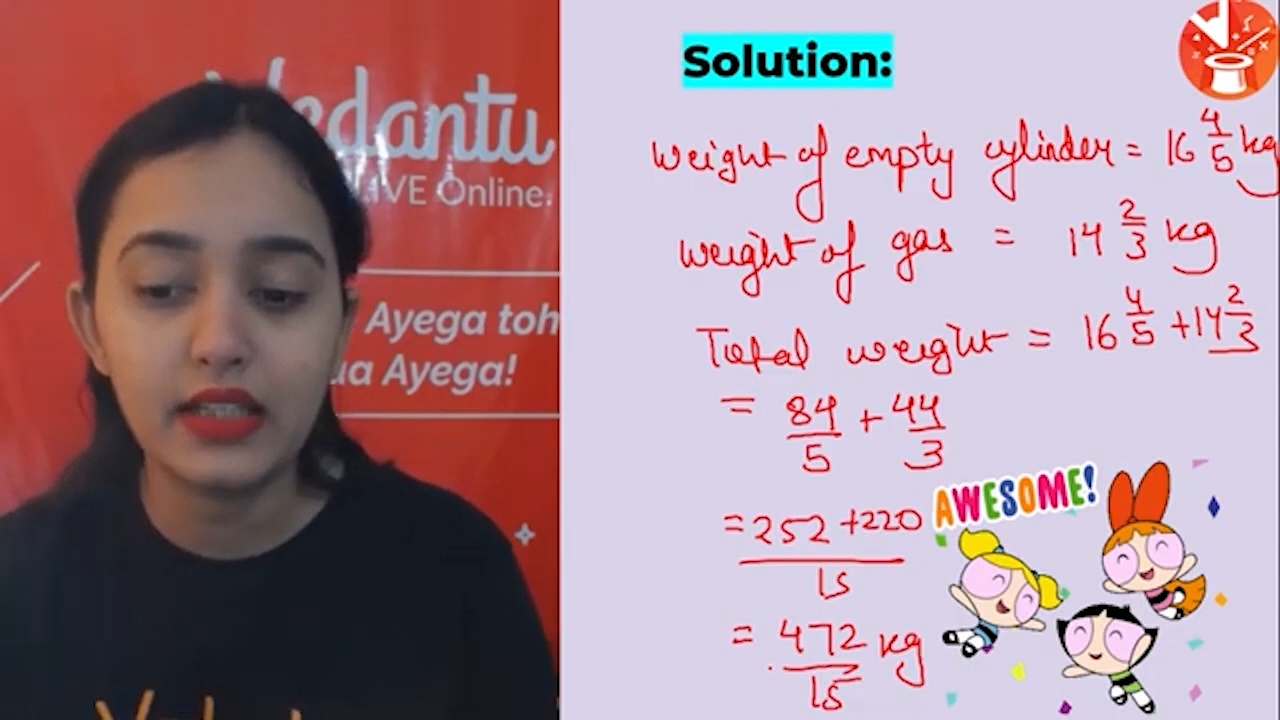 Vedantu
LIVE Online.
Ayega toh
ua Ayega!
Solution:
Weight of empty cylinder = 16 4/5 kg
Weight of gas = 14 2/3 kg
Total weight = 16 4/5 + 14 2/3
= 84/5 + 44/3
= 252 + 220 / 15
= 472/15 kg
AWESOME!